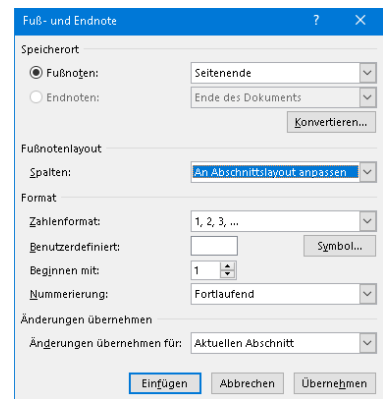 Fuß- und Endnote ? ×
Speicherort
Fußnoten: Seitenende
Endnoten: Ende des Dokuments
Konvertieren...
Fußnotenlayout
Spalten: An Abschnittslayout anpassen
Format
Zahlenformat: 1, 2, 3, ...
Benutzerdefiniert: Symbol...
Beginnen mit: 1
Nummerierung: Fortlaufend
Änderungen übernehmen
Änderungen übernehmen für: Aktuellen Abschnitt
Einfügen Abbrechen Übernehmen